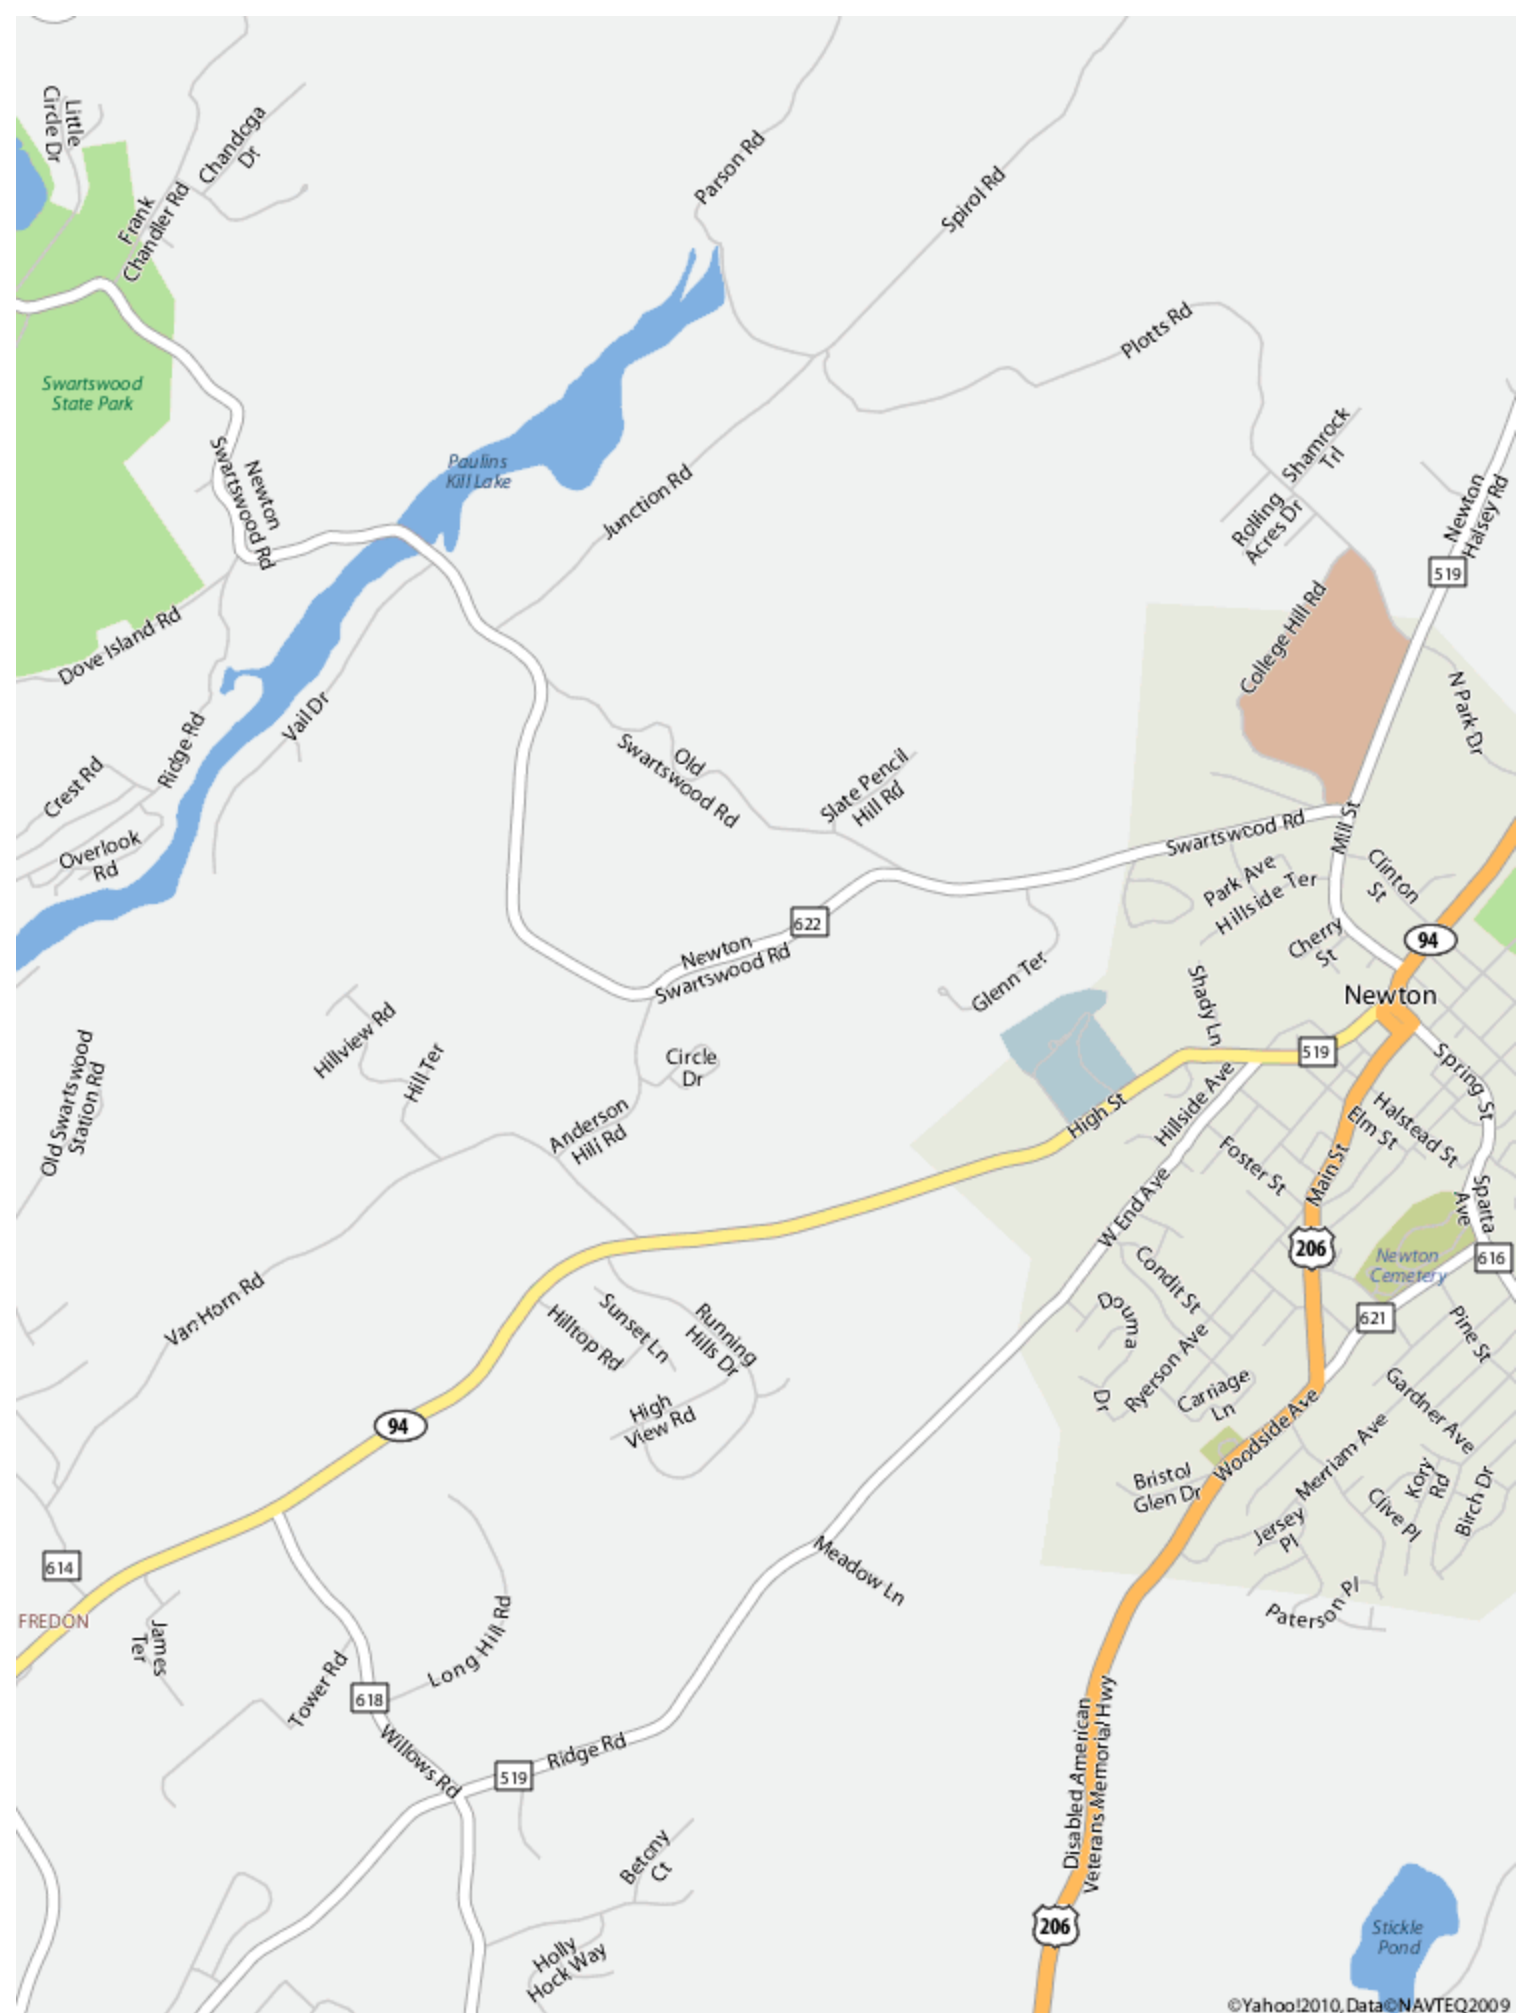 Little
Circle Dr
Chandoga
Dr
Frank
Chandler Rd
Parson Rd
Spirol Rd
Plotts Rd
Swartswood
State Park
Newton
Swartswood Rd
Paulins
Kill Lake
Junction Rd
Shamrock
Trl
Rolling
Acres Dr
Newton
Halsey Rd
519
College Hill Rd
Dove Island Rd
N Park Dr
Ridge Rd
Vail Dr
Crest Rd
Old
Swartswood Rd
Slate Pencil
Hill Rd
Overlook
Rd
Swartswood Rd
Mill St
Park Ave
Hillside Ter
Clinton
St
622
Cherry
St
94
Newton
Swartswood Rd
Glenn Ter
Shady Ln
Newton
Hillview Rd
Hill Ter
Circle
Dr
519
Spring St
Old Swartswood
Station Rd
Anderson
Hill Rd
High St
Hillside Ave
Halstead St
Elm St
Foster St
Main St
W End Ave
Sparta
Ave
206
616
Newton
Cemetery
Condit St
Van Horn Rd
Sunset Ln
Hilltop Rd
Running
Hills Dr
Douma
Dr
621
Pine St
Ryerson Ave
Carriage
Ln
Gardner Ave
High
View Rd
94
Woodside Ave
Merriam Ave
Bristol
Glen Dr
Kory
Rd
Birch Dr
Clive Pl
Jersey
Pl
Meadow Ln
614
FREDON
James
Ter
Paterson Pl
Long Hill Rd
Tower Rd
618
Willows Rd
519
Ridge Rd
Disabled American
Veterans Memorial Hwy
Betony
Ct
206
Holly
Hock Way
Stickle
Pond
©Yahoo!2010, Data©NAVTEQ2009